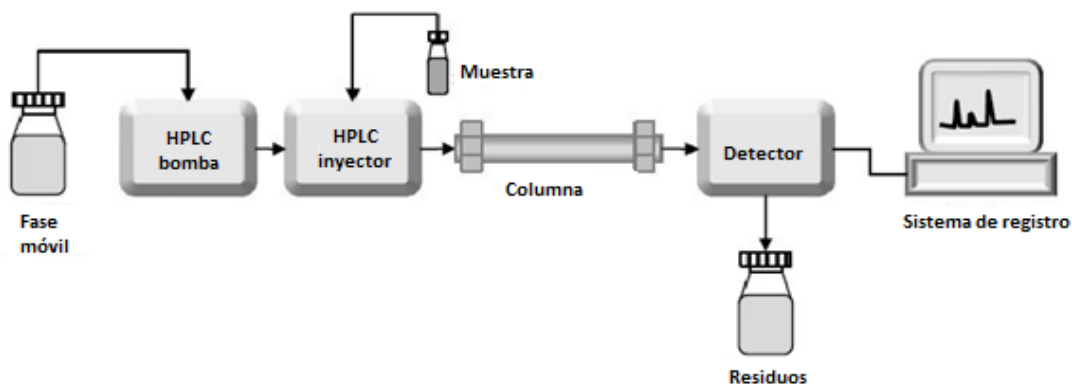 Fase
móvil
HPLC
bomba
HPLC
inyector
Muestra
Columna
Detector
Residuos
Sistema de registro